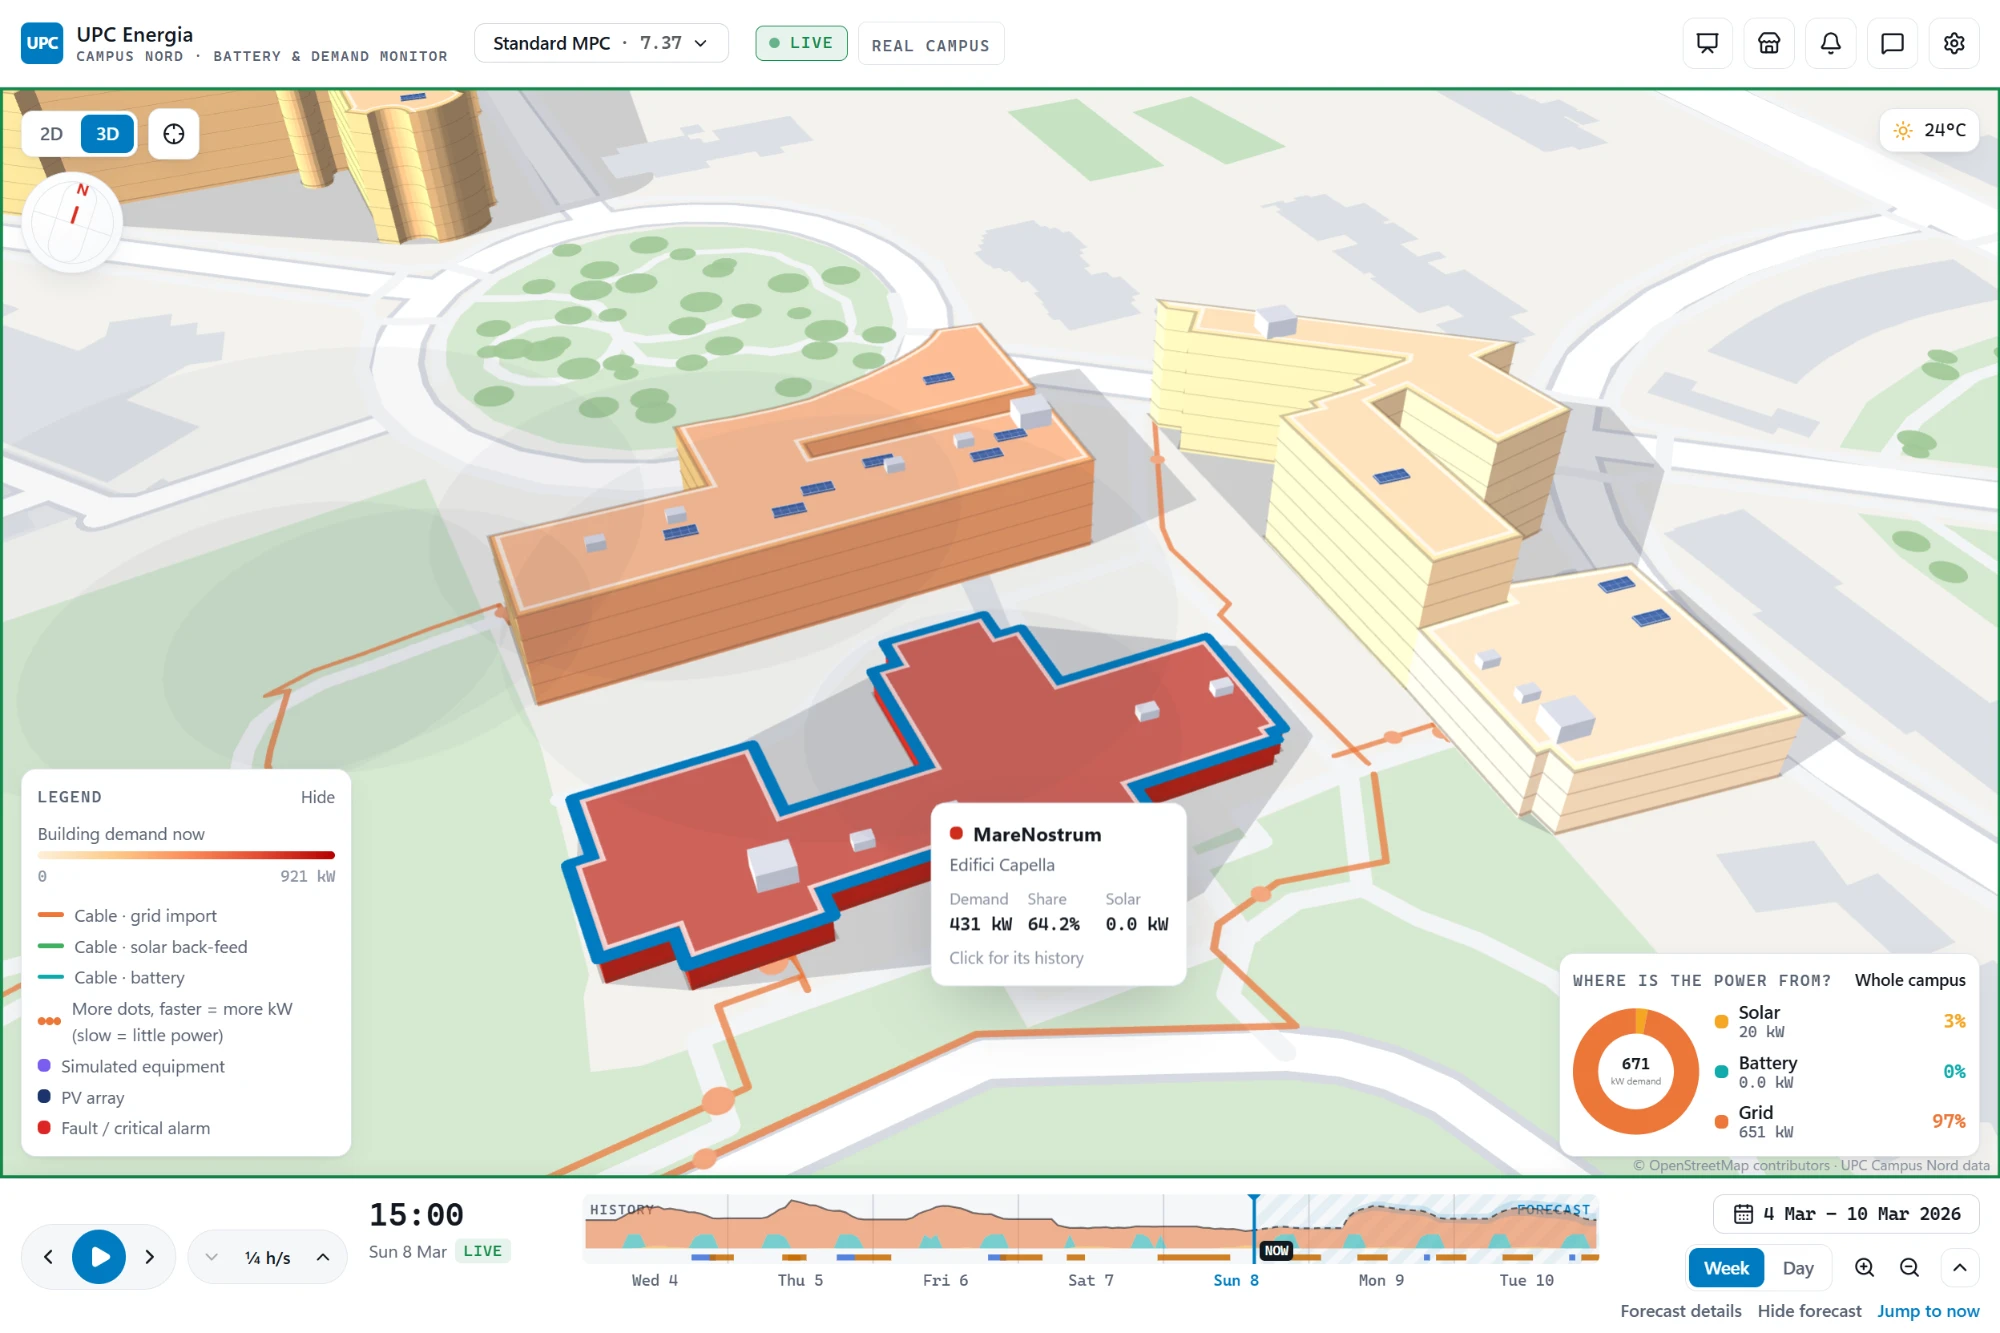 UPC
UPC Energia
CAMPUS NORD · BATTERY & DEMAND MONITOR
Standard MPC · 7.37
LIVE
REAL CAMPUS
2D
3D
N
24°C
LEGEND
Hide
Building demand now
0
921 kW
Cable · grid import
Cable · solar back-feed
Cable · battery
More dots, faster = more kW
(slow = little power)
Simulated equipment
PV array
Fault / critical alarm
MareNostrum
Edifici Capella
Demand Share Solar
431 kW 64.2% 0.0 kW
Click for its history
WHERE IS THE POWER FROM?
Whole campus
671
kW demand
Solar
20 kW
3%
Battery
0.0 kW
0%
Grid
651 kW
97%
© OpenStreetMap contributors · UPC Campus Nord data
¼ h/s
15:00
Sun 8 Mar
LIVE
HISTORY
FORECAST
NOW
Wed 4
Thu 5
Fri 6
Sat 7
Sun 8
Mon 9
Tue 10
4 Mar – 10 Mar 2026
Week
Day
Forecast details
Hide forecast
Jump to now